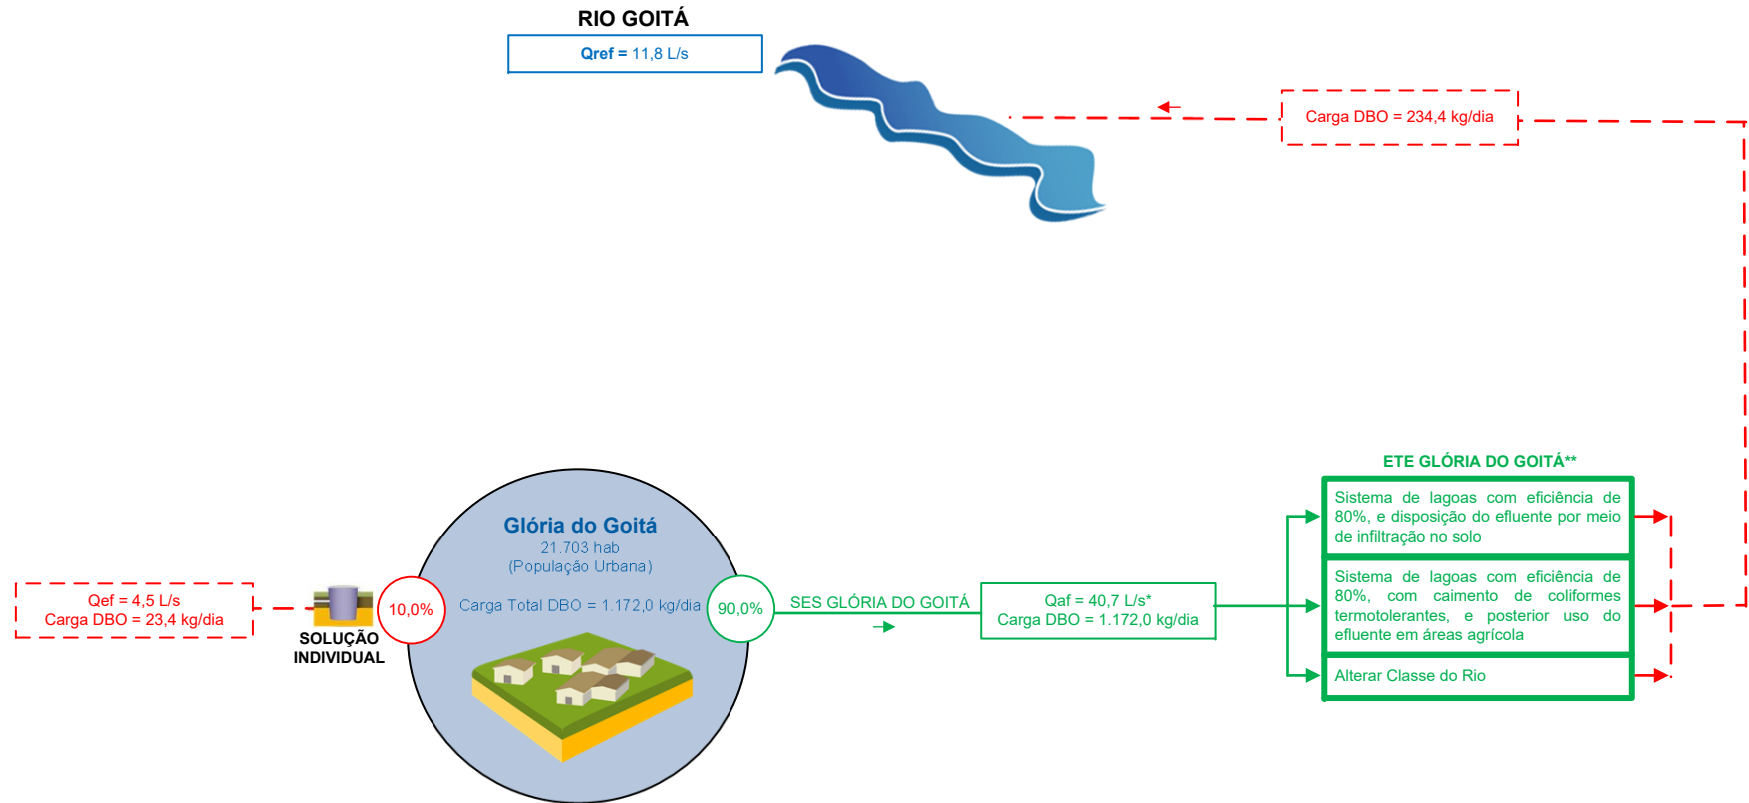 RIO GOITÁ
Qref = 11,8 L/s
Carga DBO = 234,4 kg/dia
ETE GLÓRIA DO GOITÁ**
Sistema de lagoas com eficiência de
80%, e disposição do efluente por meio
de infiltração no solo
Sistema de lagoas com eficiência de
80%, com caimento de coliformes
termotolerantes, e posterior uso do
efluente em áreas agrícola
Alterar Classe do Rio
Glória do Goitá
21.703 hab
(População Urbana)
Carga Total DBO = 1.172,0 kg/dia
Qef = 4,5 L/s
Carga DBO = 23,4 kg/dia
SOLUÇÃO
INDIVIDUAL
10,0%
90,0%
SES GLÓRIA DO GOITÁ
Qaf = 40,7 L/s*
Carga DBO = 1.172,0 kg/dia